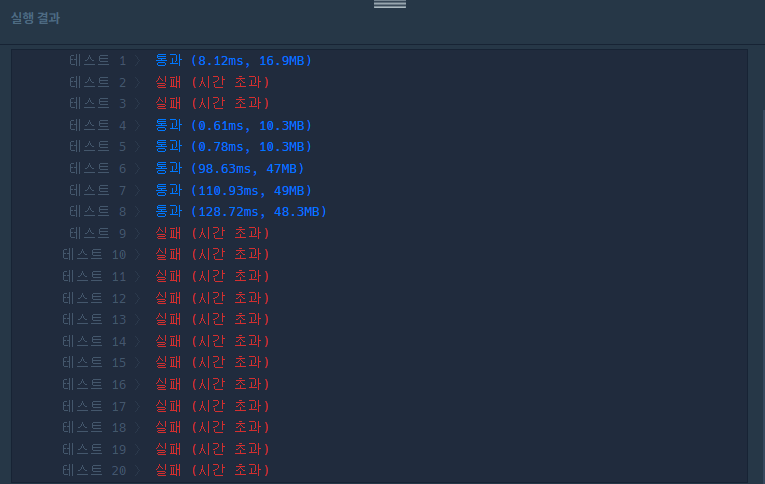 실행 결과
테스트 1 〉 통과 (8.12ms, 16.9MB)
테스트 2 〉 실패 (시간 초과)
테스트 3 〉 실패 (시간 초과)
테스트 4 〉 통과 (0.61ms, 10.3MB)
테스트 5 〉 통과 (0.78ms, 10.3MB)
테스트 6 〉 통과 (98.63ms, 47MB)
테스트 7 〉 통과 (110.93ms, 49MB)
테스트 8 〉 통과 (128.72ms, 48.3MB)
테스트 9 〉 실패 (시간 초과)
테스트 10 〉 실패 (시간 초과)
테스트 11 〉 실패 (시간 초과)
테스트 12 〉 실패 (시간 초과)
테스트 13 〉 실패 (시간 초과)
테스트 14 〉 실패 (시간 초과)
테스트 15 〉 실패 (시간 초과)
테스트 16 〉 실패 (시간 초과)
테스트 17 〉 실패 (시간 초과)
테스트 18 〉 실패 (시간 초과)
테스트 19 〉 실패 (시간 초과)
테스트 20 〉 실패 (시간 초과)